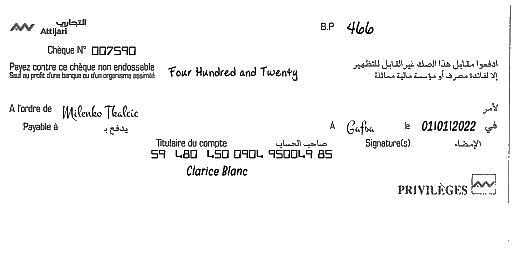 التجاري
Attijari
B.P 466
Chèque N° 007590
Payez contre ce chèque non endossable
Sauf au profit d'une banque ou d'un organisme assimilé
Four Hundred and Twenty
ادفعوا مقابل هذا الصك غير القابل للتظهير
إلا لفائدة مصرف أو مؤسسة مالية مماثلة
A l'ordre de Milenko Tkalcic لأمر
Payable à يدفع بـ
A Gafsa le 01/01/2022 في
Titulaire du compte صاحب الحساب
Signature(s) الإمضاء
59 480 450 0904 950049 85
Clarice Blanc
PRIVILÈGES